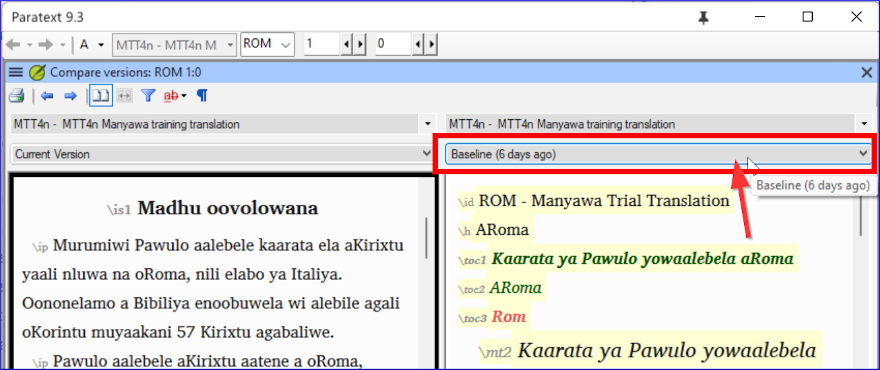 Paratext 9.3
A MTT4n - MTT4n M ROM 1 0
Compare versions: ROM 1:0
ab ¶
MTT4n - MTT4n Manyawa training translation
Current Version
\is1 Madhu oovolowana
\ip Murumiwi Pawulo aalebele kaarata ela aKirixtu
yaali nluwa na oRoma, nili elabo ya Italiya.
Oononelamo a Bibiliya enoobuwela wi alebile agali
oKorintu muyaakani 57 Kirixtu agabaliwe.
\ip Pawulo aalebele aKirixtu aatene a oRoma,
MTT4n - MTT4n Manyawa training translation
Baseline (6 days ago)
Baseline (6 days ago)
\id ROM - Manyawa Trial Translation
\h ARoma
\toc1 Kaarata ya Pawulo yowaalebela aRoma
\toc2 ARoma
\toc3 Rom
\mt2 Kaarata ya Pawulo yowaalebela